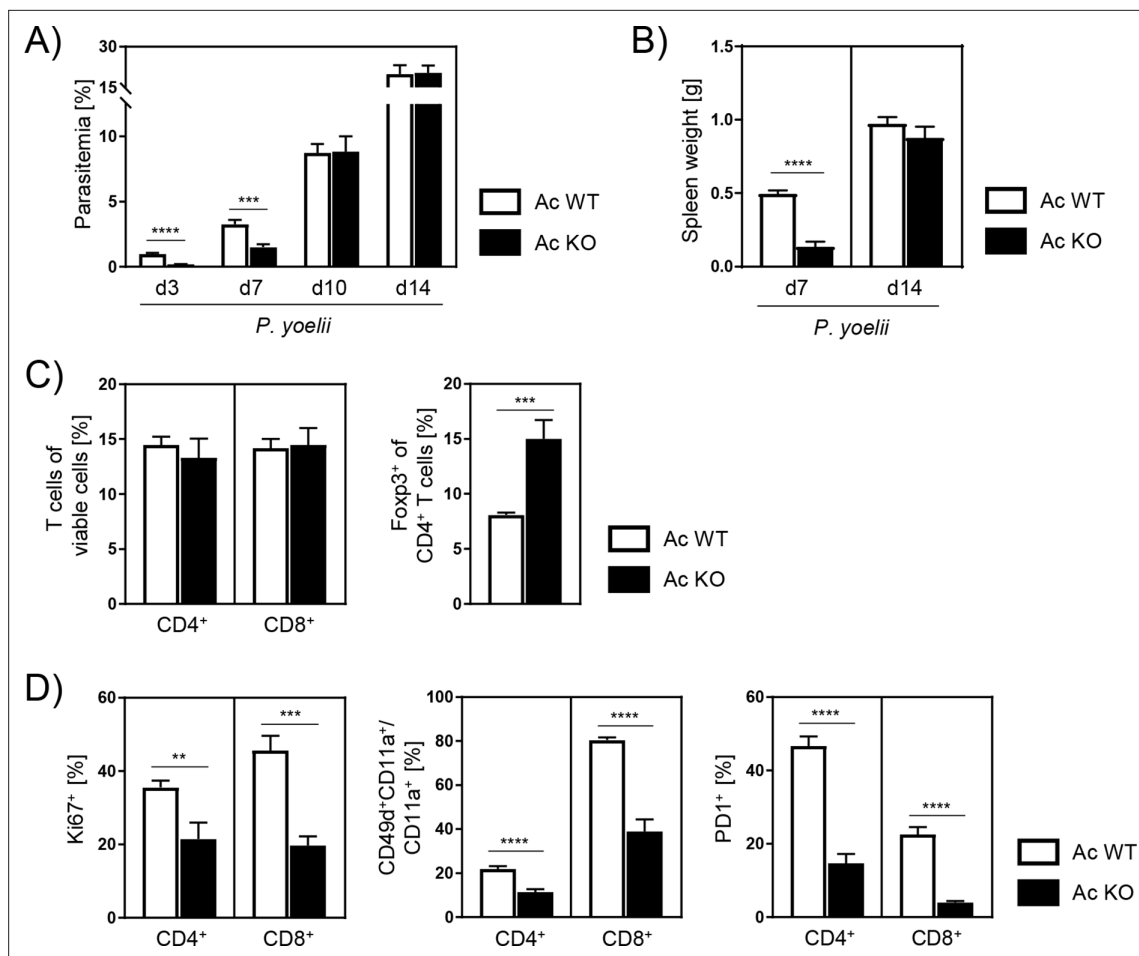 A)
Parasitemia [%]
30
15
10
5
0
****
***
d3 d7 d10 d14
P. yoelii
Ac WT
Ac KO
B)
Spleen weight [g]
1.5
1.0
0.5
0.0
****
d7 d14
P. yoelii
Ac WT
Ac KO
C)
T cells of
viable cells [%]
20
15
10
5
0
CD4⁺ CD8⁺
Foxp3⁺ of
CD4⁺ T cells [%]
20
15
10
5
0
***
Ac WT
Ac KO
D)
Ki67⁺ [%]
60
40
20
0
**
***
CD4⁺ CD8⁺
CD49d⁺CD11a⁺/
CD11a⁺ [%]
100
80
60
40
20
0
****
****
CD4⁺ CD8⁺
PD1⁺ [%]
60
40
20
0
****
****
CD4⁺ CD8⁺
Ac WT
Ac KO